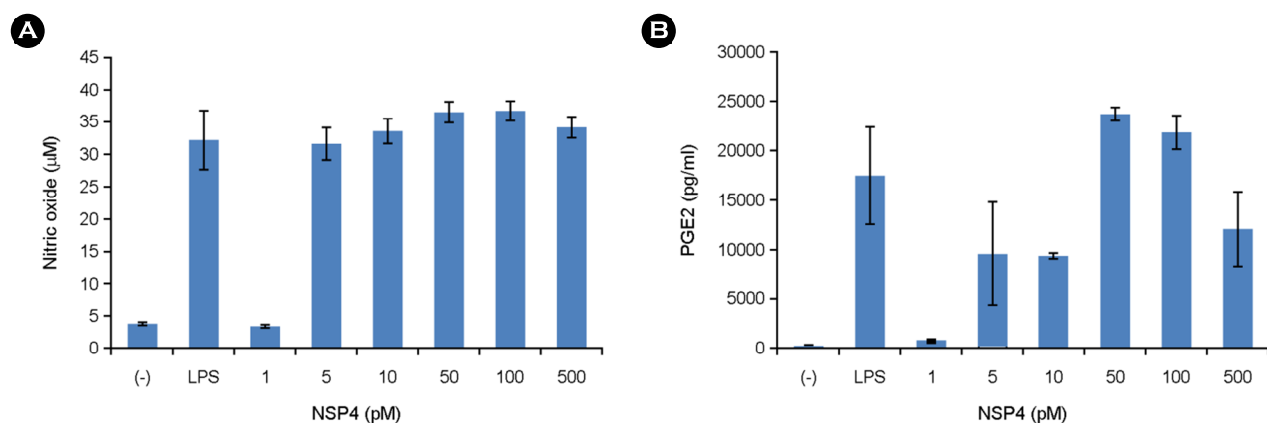 A
45
40
35
30
25
20
15
10
5
0
Nitric oxide (μM)
(-) LPS 1 5 10 50 100 500
NSP4 (pM)
B
30000
25000
20000
15000
10000
5000
0
PGE2 (pg/ml)
(-) LPS 1 5 10 50 100 500
NSP4 (pM)